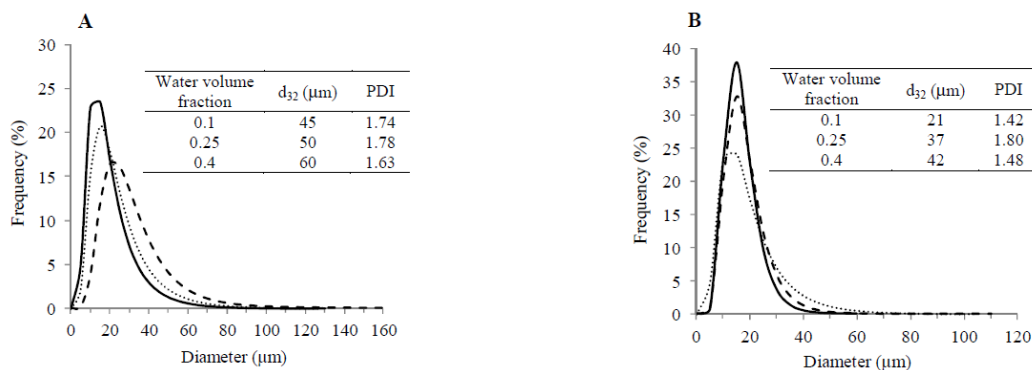 A
Frequency (%)
30
25
20
15
10
5
0
Water volume fraction d32 (µm) PDI
0.1 45 1.74
0.25 50 1.78
0.4 60 1.63
0 20 40 60 80 100 120 140 160
Diameter (µm)
B
Frequency (%)
40
35
30
25
20
15
10
5
0
Water volume fraction d32 (µm) PDI
0.1 21 1.42
0.25 37 1.80
0.4 42 1.48
0 20 40 60 80 100 120
Diameter (µm)